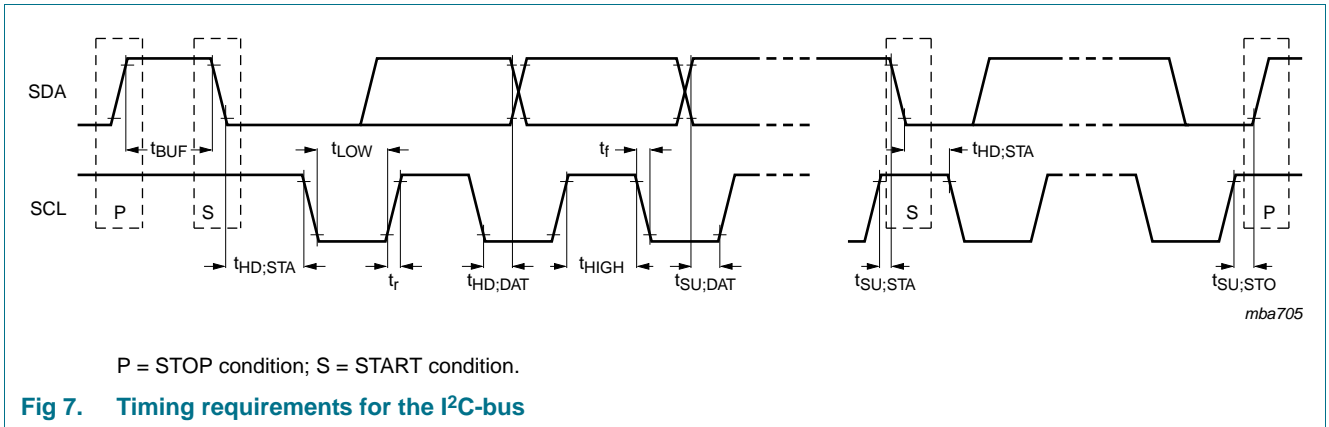 SDA
tBUF tLOW tf tHD;STA
SCL P S S P
tHD;STA tr tHD;DAT tHIGH tSU;DAT tSU;STA tSU;STO
mba705
P = STOP condition; S = START condition.
Fig 7. Timing requirements for the I2C-bus